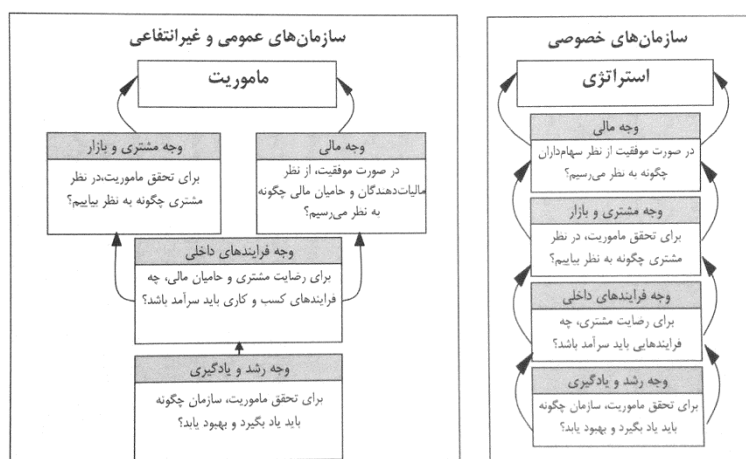 سازمان‌های خصوصی
استراتژی
وجه مالی
در صورت موفقیت از نظر سهام‌داران
چگونه به نظر می‌رسیم؟
وجه مشتری و بازار
برای تحقق ماموریت، در نظر
مشتری چگونه به نظر بیاییم؟
وجه فرایندهای داخلی
برای رضایت مشتری، چه
فرایندهایی باید سرآمد باشد؟
وجه رشد و یادگیری
برای تحقق ماموریت، سازمان چگونه
باید یاد بگیرد و بهبود یابد؟
سازمان‌های عمومی و غیرانتفاعی
ماموریت
وجه مالی
در صورت موفقیت، از نظر
مالیات‌دهندگان و حامیان مالی چگونه
به نظر می‌رسیم؟
وجه مشتری و بازار
برای تحقق ماموریت،در نظر
مشتری چگونه به نظر بیاییم؟
وجه فرایندهای داخلی
برای رضایت مشتری و حامیان مالی، چه
فرایندهای کسب و کاری باید سرآمد باشد؟
وجه رشد و یادگیری
برای تحقق ماموریت، سازمان چگونه
باید یاد بگیرد و بهبود یابد؟